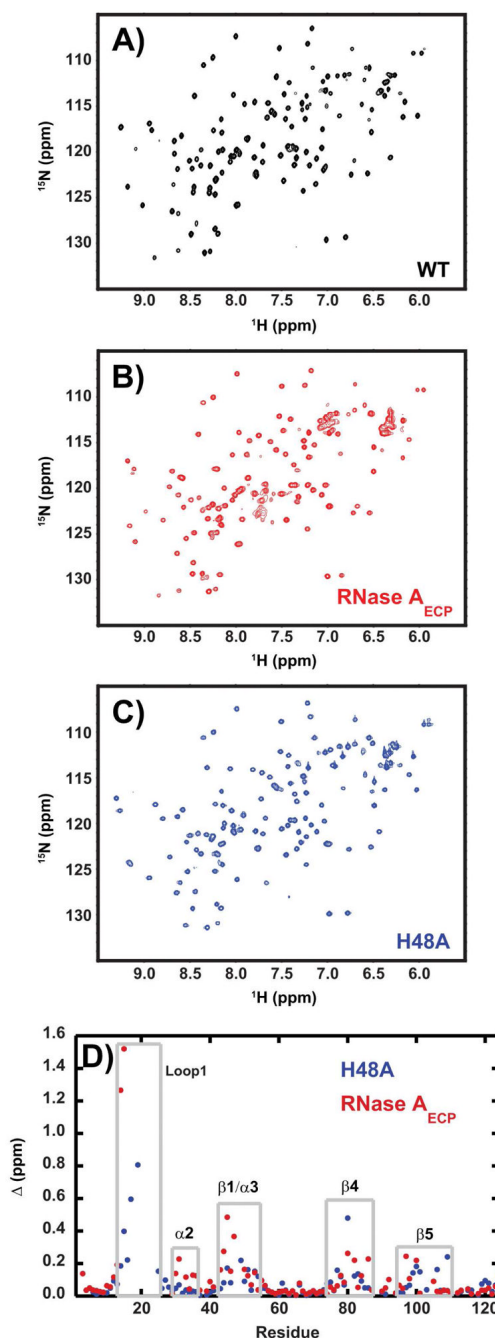 A)
110
115
120
125
130
¹⁵N (ppm)
WT
9.0 8.5 8.0 7.5 7.0 6.5 6.0
¹H (ppm)
B)
110
115
120
125
130
¹⁵N (ppm)
RNase A_ECP
9.0 8.5 8.0 7.5 7.0 6.5 6.0
¹H (ppm)
C)
110
115
120
125
130
¹⁵N (ppm)
H48A
9.0 8.5 8.0 7.5 7.0 6.5 6.0
¹H (ppm)
D)
1.6
1.4
1.2
1.0
0.8
0.6
0.4
0.2
0
Δ (ppm)
Loop1
H48A
RNase A_ECP
β1/α3
β4
α2
β5
20 40 60 80 100 120
Residue